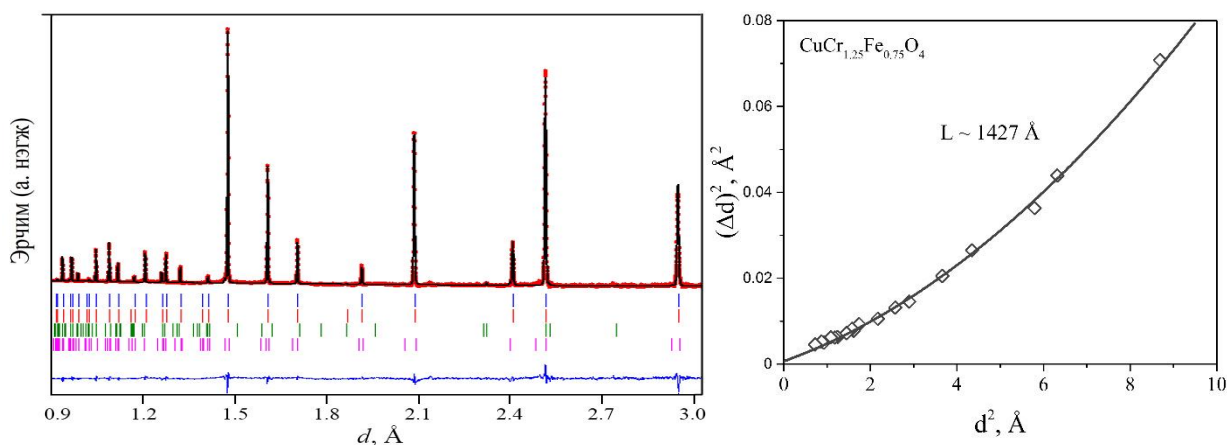 Эрчим (а. нэгж)
0.9 1.2 1.5 1.8 2.1 2.4 2.7 3.0
d, Å
CuCr1,25Fe0,75O4
L ~ 1427 Å
(Δd)², Å²
0.08
0.06
0.04
0.02
0
0 2 4 6 8 10
d², Å